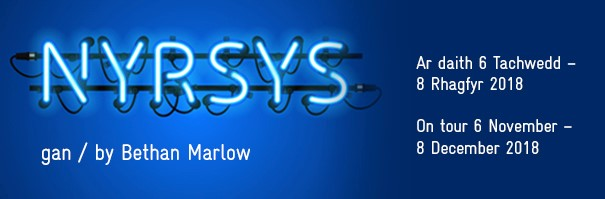 NYRSYS
gan / by Bethan Marlow
Ar daith 6 Tachwedd –
8 Rhagfyr 2018
On tour 6 November –
8 December 2018